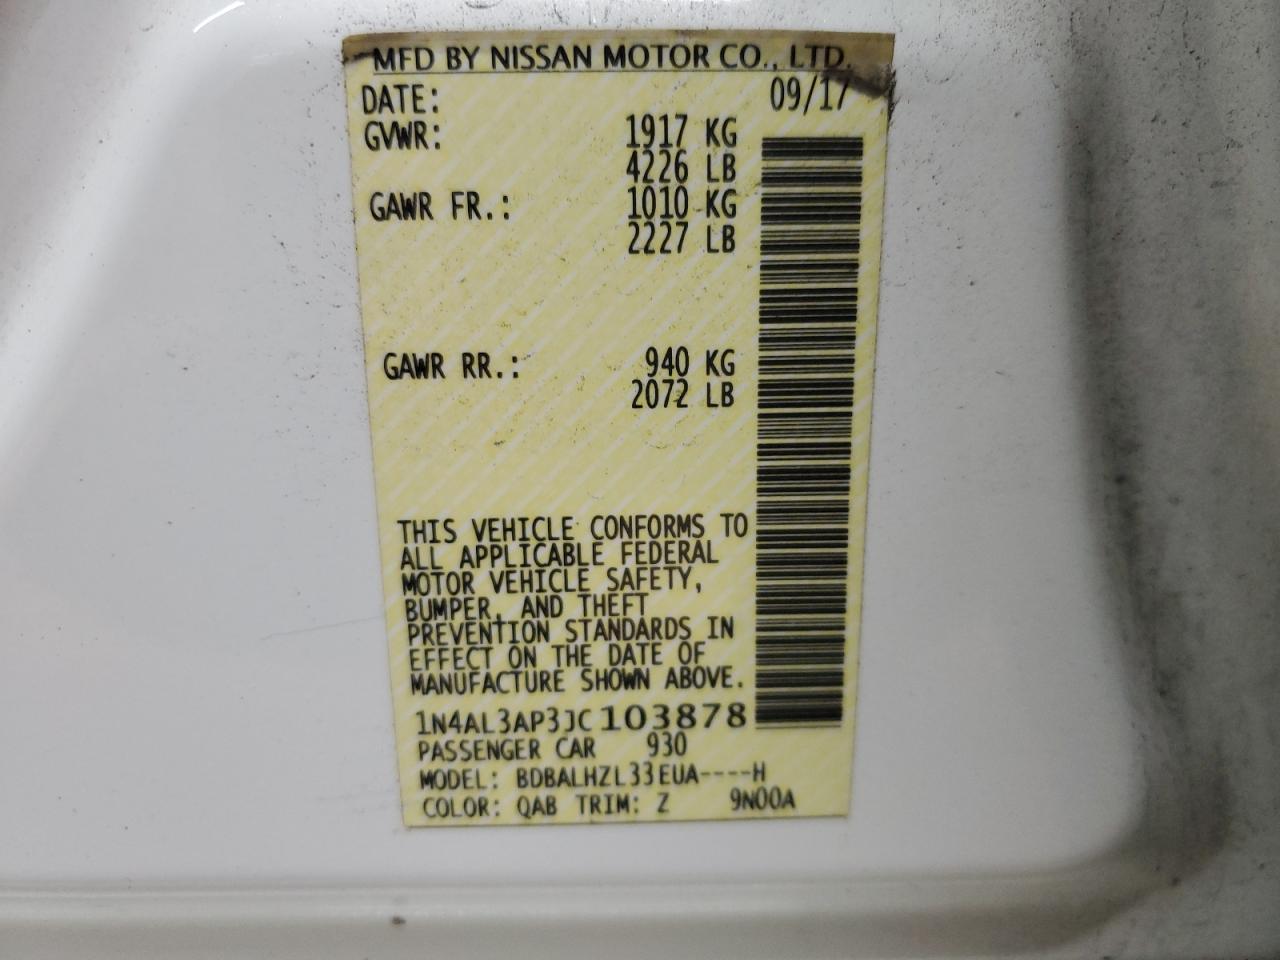 MFD BY NISSAN MOTOR CO., LTD.
DATE: 09/17
GVWR: 1917 KG
4226 LB
GAWR FR.: 1010 KG
2227 LB
GAWR RR.: 940 KG
2072 LB
THIS VEHICLE CONFORMS TO
ALL APPLICABLE FEDERAL
MOTOR VEHICLE SAFETY,
BUMPER, AND THEFT
PREVENTION STANDARDS IN
EFFECT ON THE DATE OF
MANUFACTURE SHOWN ABOVE.
1N4AL3AP3JC103878
PASSENGER CAR 930
MODEL: BDBALHZL33EUA----H
COLOR: QAB TRIM: Z 9N00A